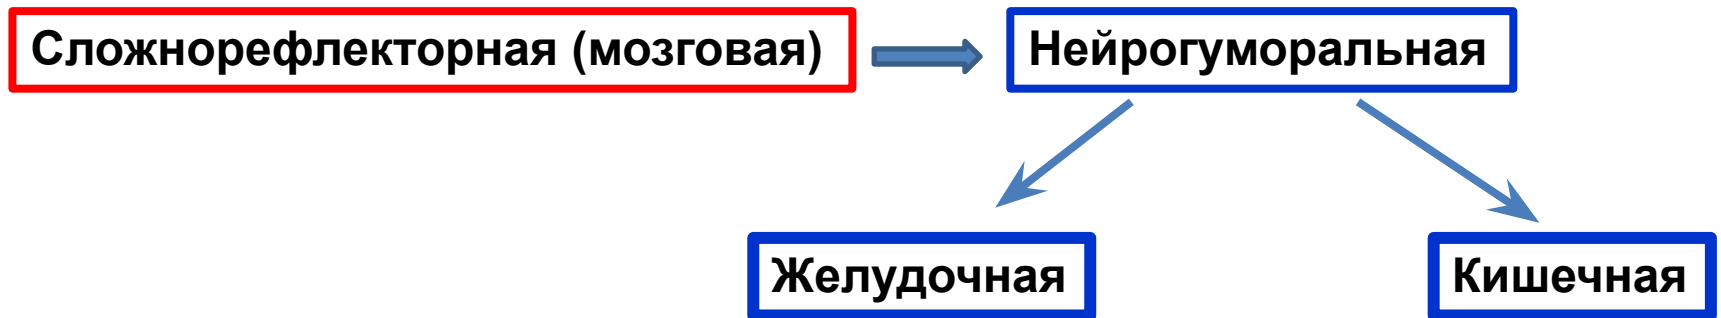 Сложнорефлекторная (мозговая)
Нейрогуморальная
Желудочная
Кишечная